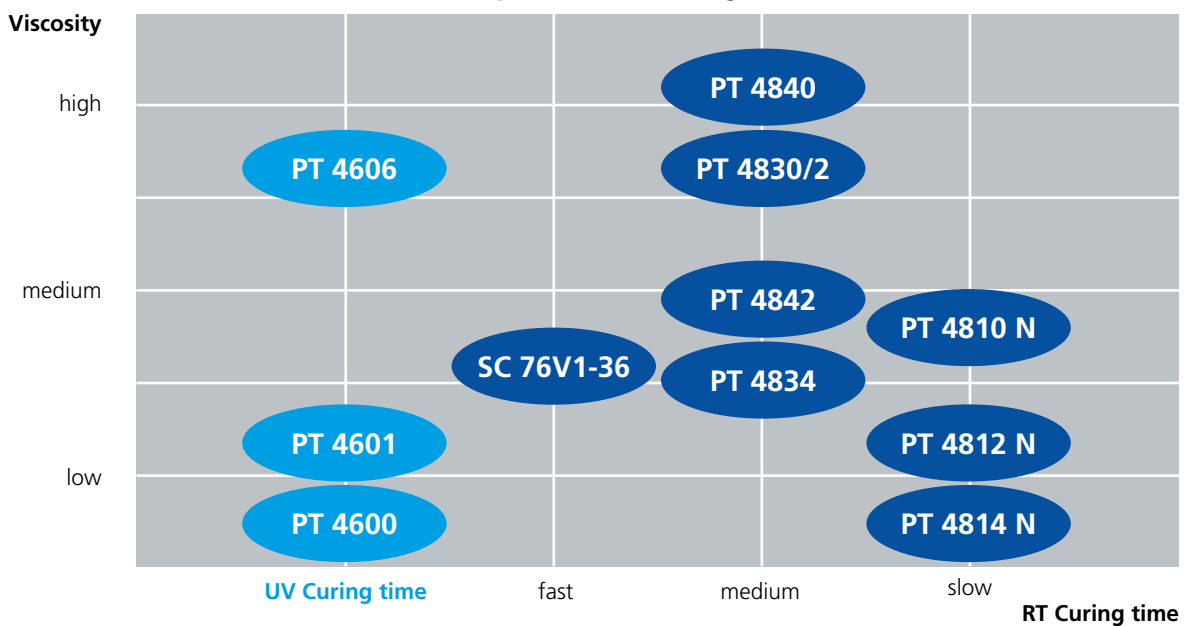 Viscosity
high
PT 4840
PT 4606
PT 4830/2
medium
PT 4842
PT 4810 N
SC 76V1-36
PT 4834
PT 4601
PT 4812 N
low
PT 4600
PT 4814 N
UV Curing time
fast
medium
slow
RT Curing time